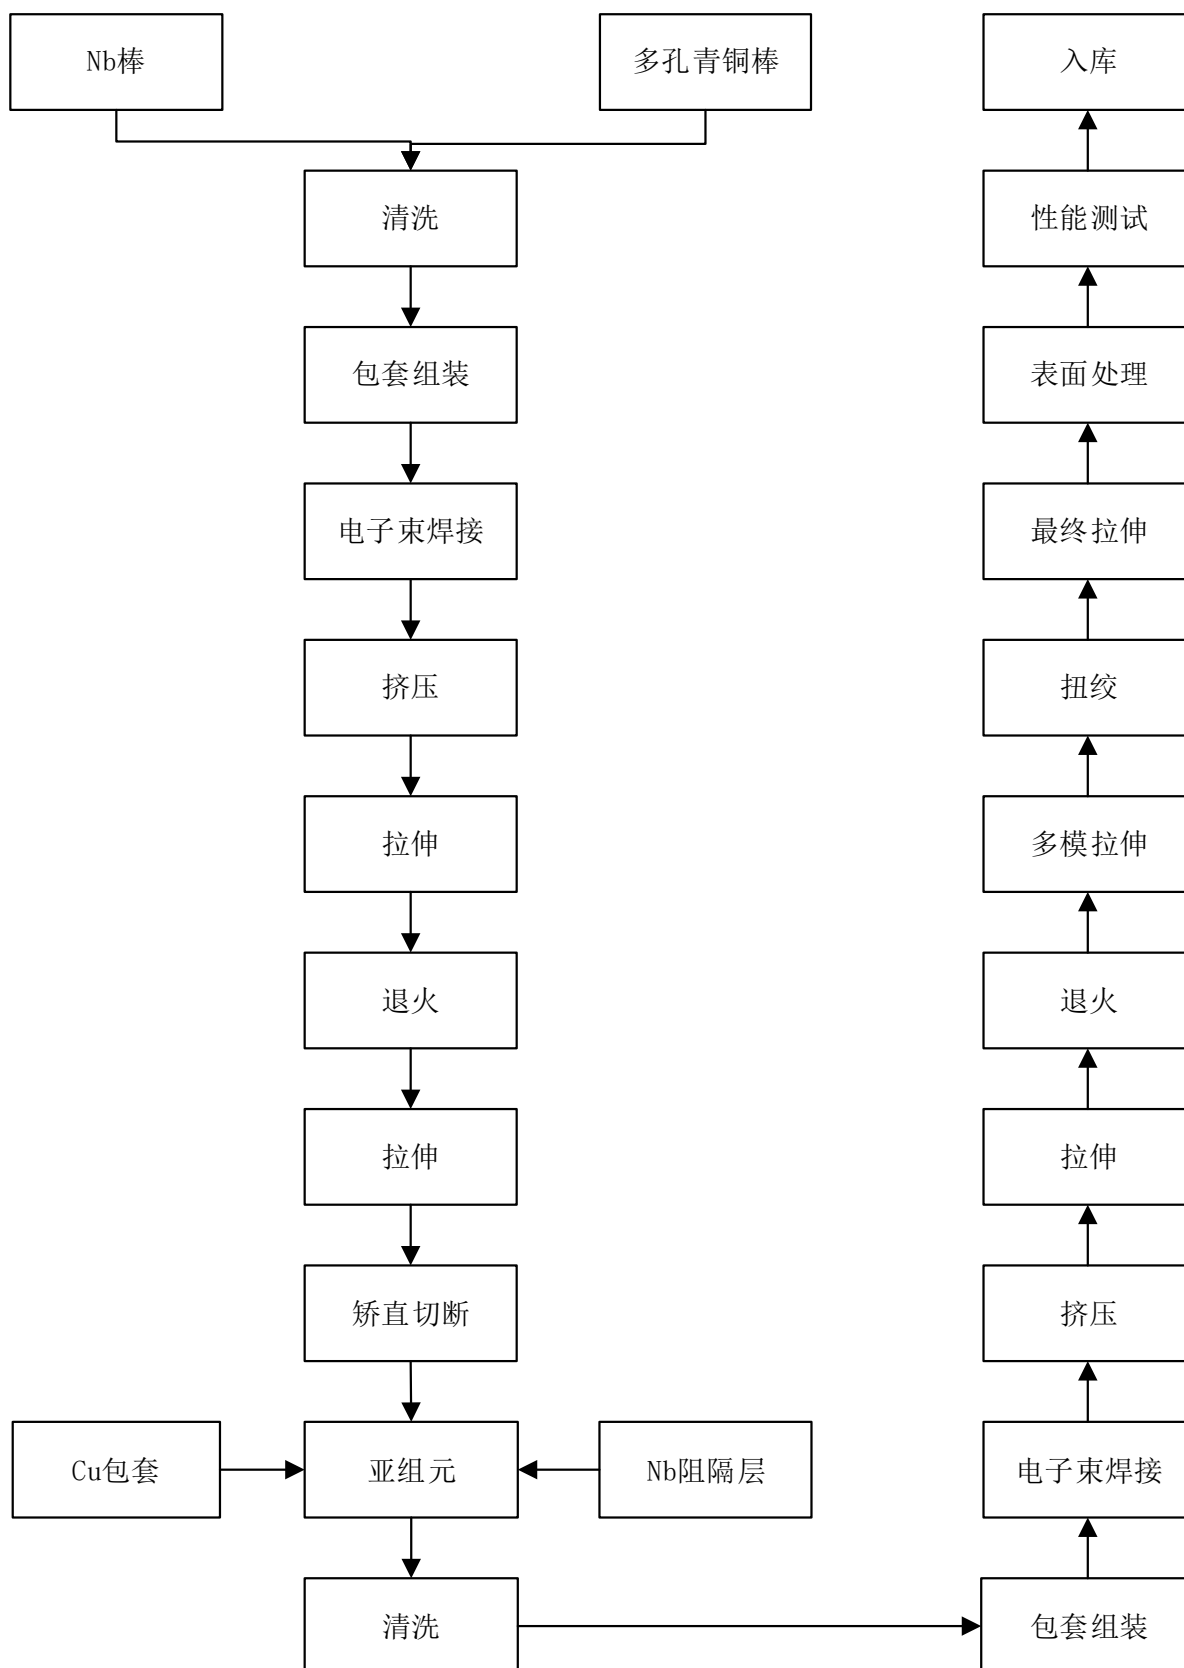 Nb棒
多孔青铜棒
清洗
包套组装
电子束焊接
挤压
拉伸
退火
拉伸
矫直切断
Cu包套
亚组元
Nb阻隔层
清洗
包套组装
电子束焊接
挤压
拉伸
退火
多模拉伸
扭绞
最终拉伸
表面处理
性能测试
入库